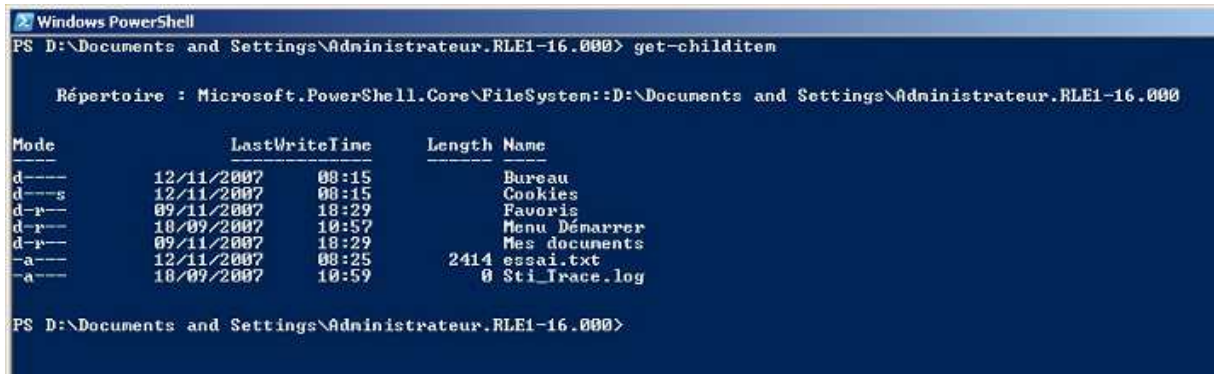 Windows PowerShell
PS D:\Documents and Settings\Administrateur.RLE1-16.000> get-childitem
Répertoire : Microsoft.PowerShell.Core\FileSystem::D:\Documents and Settings\Administrateur.RLE1-16.000
Mode LastWriteTime Length Name
---- ------------- ------ ----
d---- 12/11/2007 08:15 Bureau
d---s 12/11/2007 08:15 Cookies
d-r-- 09/11/2007 18:29 Favoris
d-r-- 18/09/2007 10:57 Menu Démarrer
d-r-- 09/11/2007 18:29 Mes documents
-a--- 12/11/2007 08:25 2414 essai.txt
-a--- 18/09/2007 10:59 0 Sti_Trace.log
PS D:\Documents and Settings\Administrateur.RLE1-16.000>